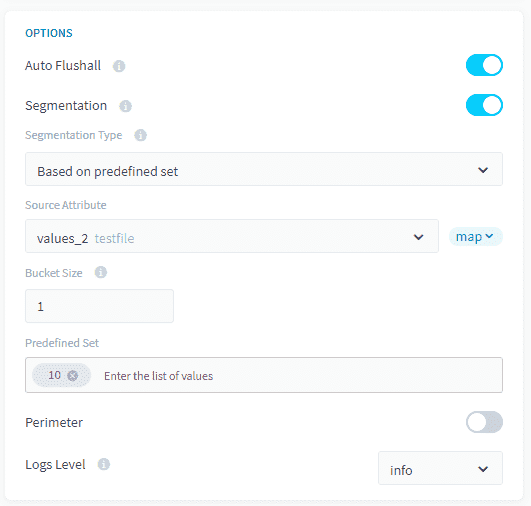 OPTIONS
Auto Flushall
Segmentation
Segmentation Type
Based on predefined set
Source Attribute
values_2 testfile
map
Bucket Size
1
Predefined Set
10 Enter the list of values
Perimeter
Logs Level
info